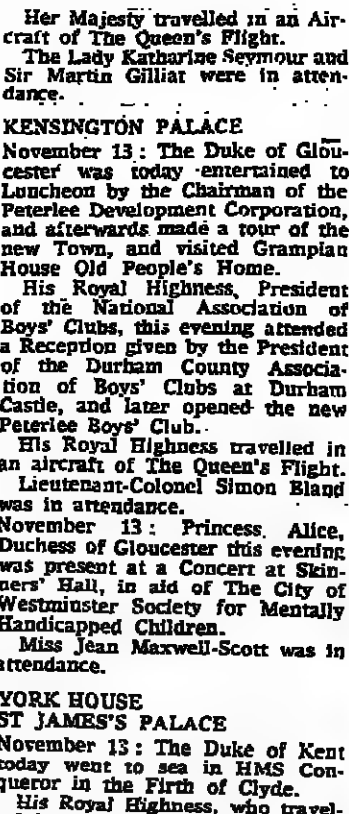 Her Majesty travelled in an Air-
craft of The Queen's Flight.
The Lady Katharine Seymour and
Sir Martin Gilliat were in atten-
dance.
KENSINGTON PALACE
November 13 : The Duke of Glou-
cester was today entertained to
Luncheon by the Chairman of the
Peterlee Development Corporation,
and afterwards made a tour of the
new Town, and visited Grampian
House Old People's Home.
His Royal Highness, President
of the National Association of
Boys' Clubs, this evening attended
a Reception given by the President
of the Durham County Associa-
tion of Boys' Clubs at Durham
Castle, and later opened the new
Peterlee Boys' Club.
His Royal Highness travelled in
an aircraft of The Queen's Flight.
Lieutenant-Colonel Simon Bland
was in attendance.
November 13 : Princess Alice,
Duchess of Gloucester this evening
was present at a Concert at Skin-
ners' Hall, in aid of The City of
Westminster Society for Mentally
Handicapped Children.
Miss Jean Maxwell-Scott was in
attendance.
YORK HOUSE
ST JAMES'S PALACE
November 13 : The Duke of Kent
today went to sea in HMS Con-
queror in the Firth of Clyde.
His Royal Highness, who travel-